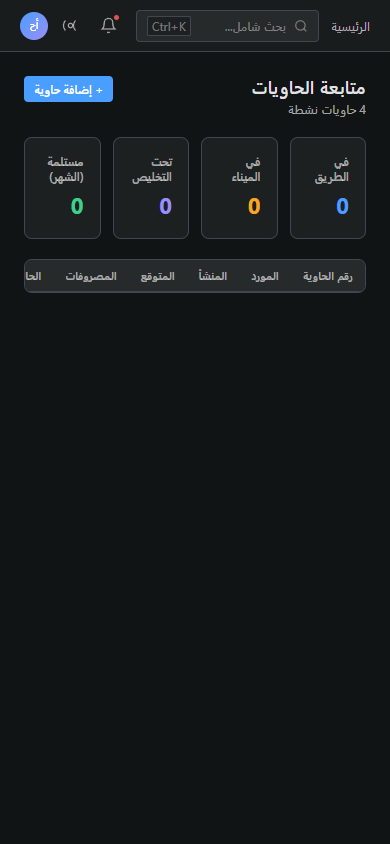 الرئيسية
بحث شامل...
Ctrl+K
أح
متابعة الحاويات
4 حاويات نشطة
+ إضافة حاوية
في الطريق
0
في الميناء
0
تحت التخليص
0
مستلمة (الشهر)
0
رقم الحاوية المورد المنشأ المتوقع المصروفات الحا